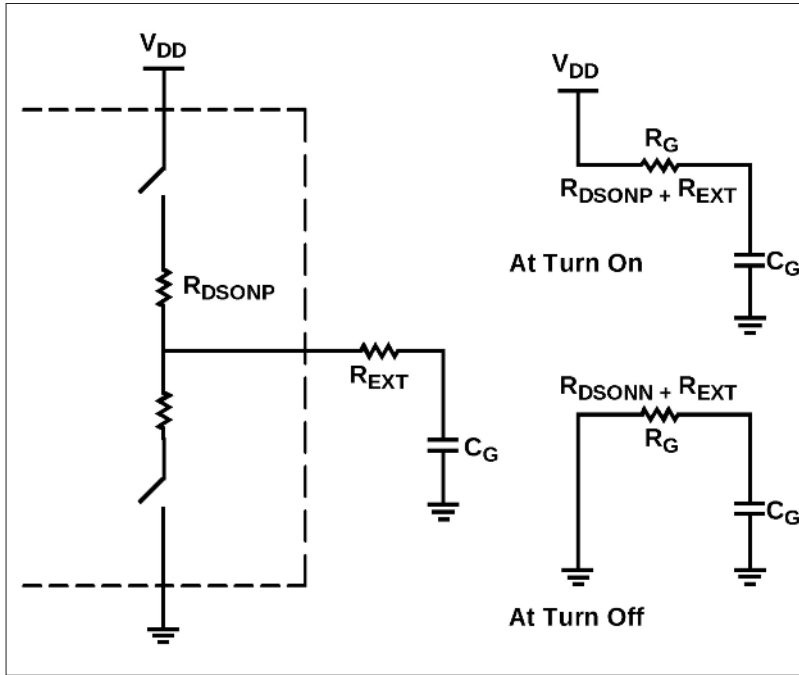 VDD
RDSONP
REXT
CG
VDD
RG
RDSONP + REXT
CG
At Turn On
RDSONN + REXT
RG
CG
At Turn Off